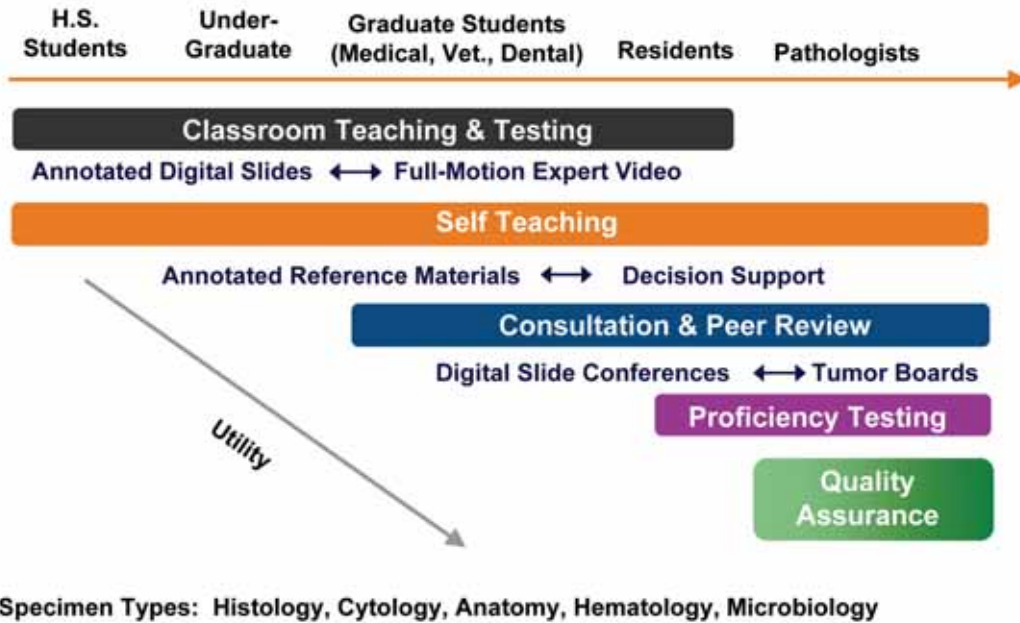 H.S.
Students
Under-
Graduate
Graduate Students
(Medical, Vet., Dental)
Residents
Pathologists
Classroom Teaching & Testing
Annotated Digital Slides ↔ Full-Motion Expert Video
Self Teaching
Annotated Reference Materials ↔ Decision Support
Consultation & Peer Review
Digital Slide Conferences ↔ Tumor Boards
Proficiency Testing
Utility
Quality
Assurance
Specimen Types: Histology, Cytology, Anatomy, Hematology, Microbiology